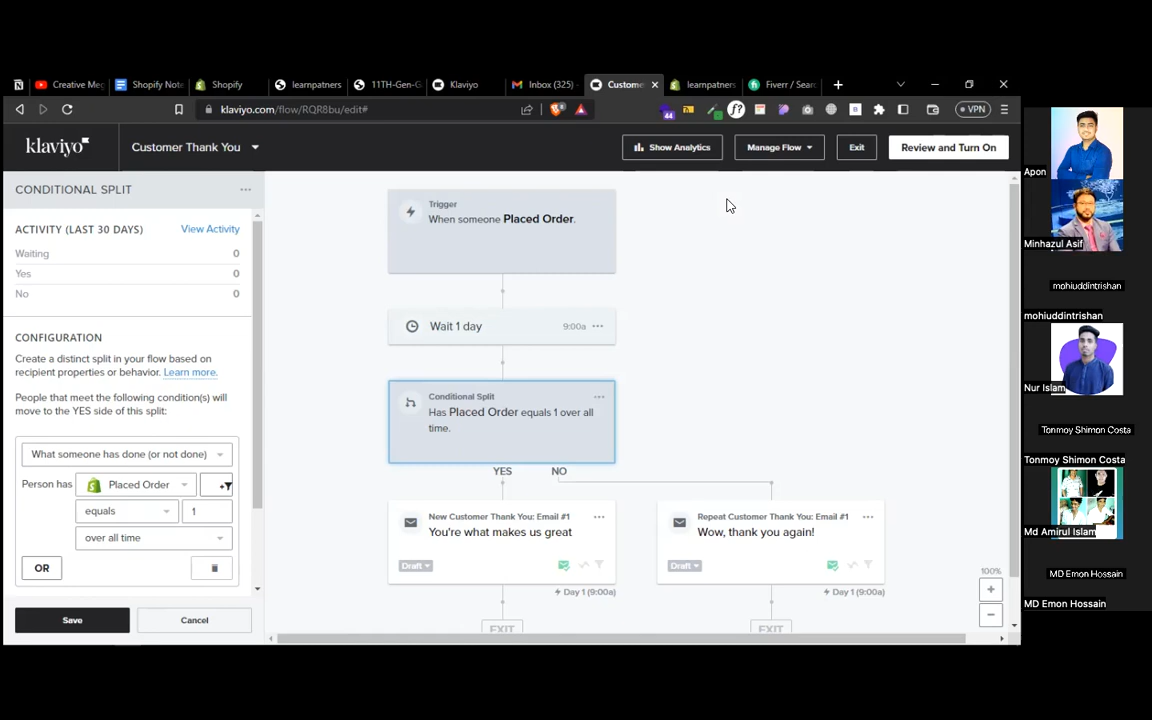 Creative Meg
Shopify Note
Shopify
learnpatners
11TH-Gen-G
Klaviyo
Inbox (325)
Custome
learnpatners
Fiverr / Sear
klaviyo.com/flow/RQR8bu/edit#
44
VPN
klaviyo
Customer Thank You
Show Analytics
Manage Flow
Exit
Review and Turn On
CONDITIONAL SPLIT
ACTIVITY (LAST 30 DAYS)
View Activity
Waiting 0
Yes 0
No 0
CONFIGURATION
Create a distinct split in your flow based on
recipient properties or behavior. Learn more.
People that meet the following condition(s) will
move to the YES side of this split:
What someone has done (or not done)
Person has Placed Order
equals 1
over all time
OR
Save
Cancel
Trigger
When someone Placed Order.
Wait 1 day 9:00a
Conditional Split
Has Placed Order equals 1 over all
time.
YES NO
New Customer Thank You: Email #1
You're what makes us great
Draft
Day 1 (9:00a)
EXIT
Repeat Customer Thank You: Email #1
Wow, thank you again!
Draft
Day 1 (9:00a)
EXIT
100%
Apon
Minhazul Asif
mohiuddintrishan
mohiuddintrishan
Nur Islam
Tonmoy Shimon Costa
Tonmoy Shimon Costa
Md Amirul Islam
MD Emon Hossain
MD Emon Hossain